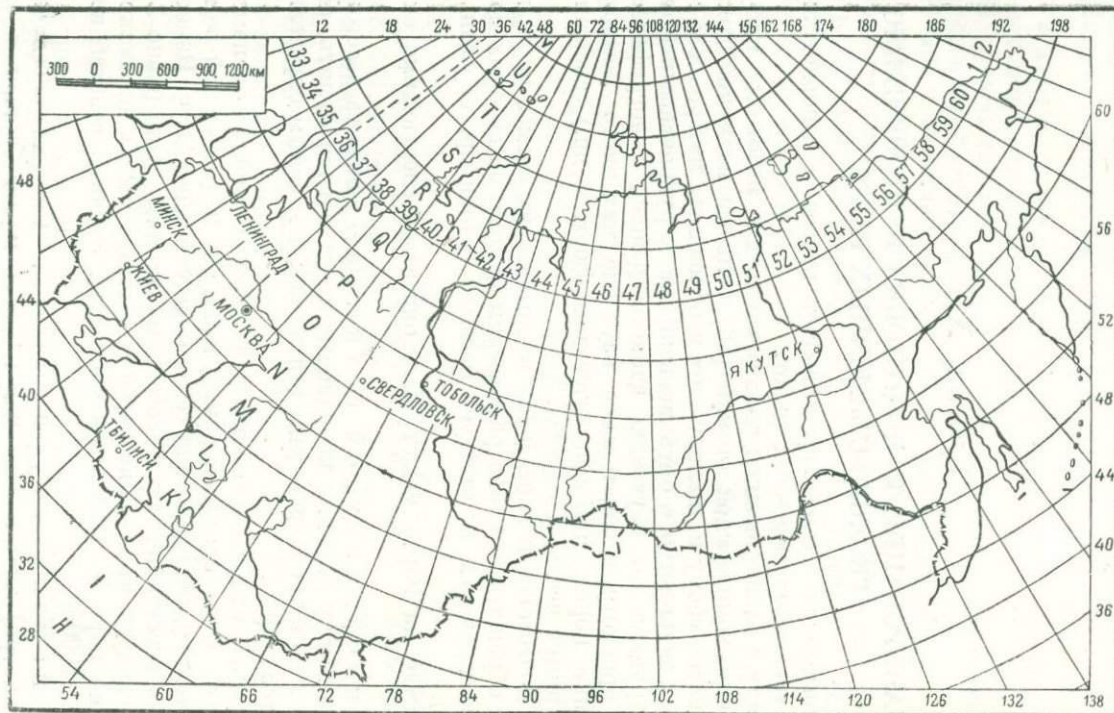 12 18 24 30 36 42 48 60 72 84 96 108 120 132 144 156 162 168 174 180 186 192 198
300 0 300 600 900 1200 км
33 34 35 36 37 38 39 40 41 42 43 44 45 46 47 48 49 50 51 52 53 54 55 56 57 58 59 60 1 2
U
T
S
R
Q
P
O
N
M
L
K
J
I
H
МИНСК
ЛЕНИНГРАД
КИЕВ
МОСКВА
СВЕРДЛОВСК
ТОБОЛЬСК
ЯКУТСК
ТБИЛИСИ
48
44
40
36
32
28
60
56
52
48
44
40
36
54 60 66 72 78 84 90 96 102 108 114 120 126 132 138